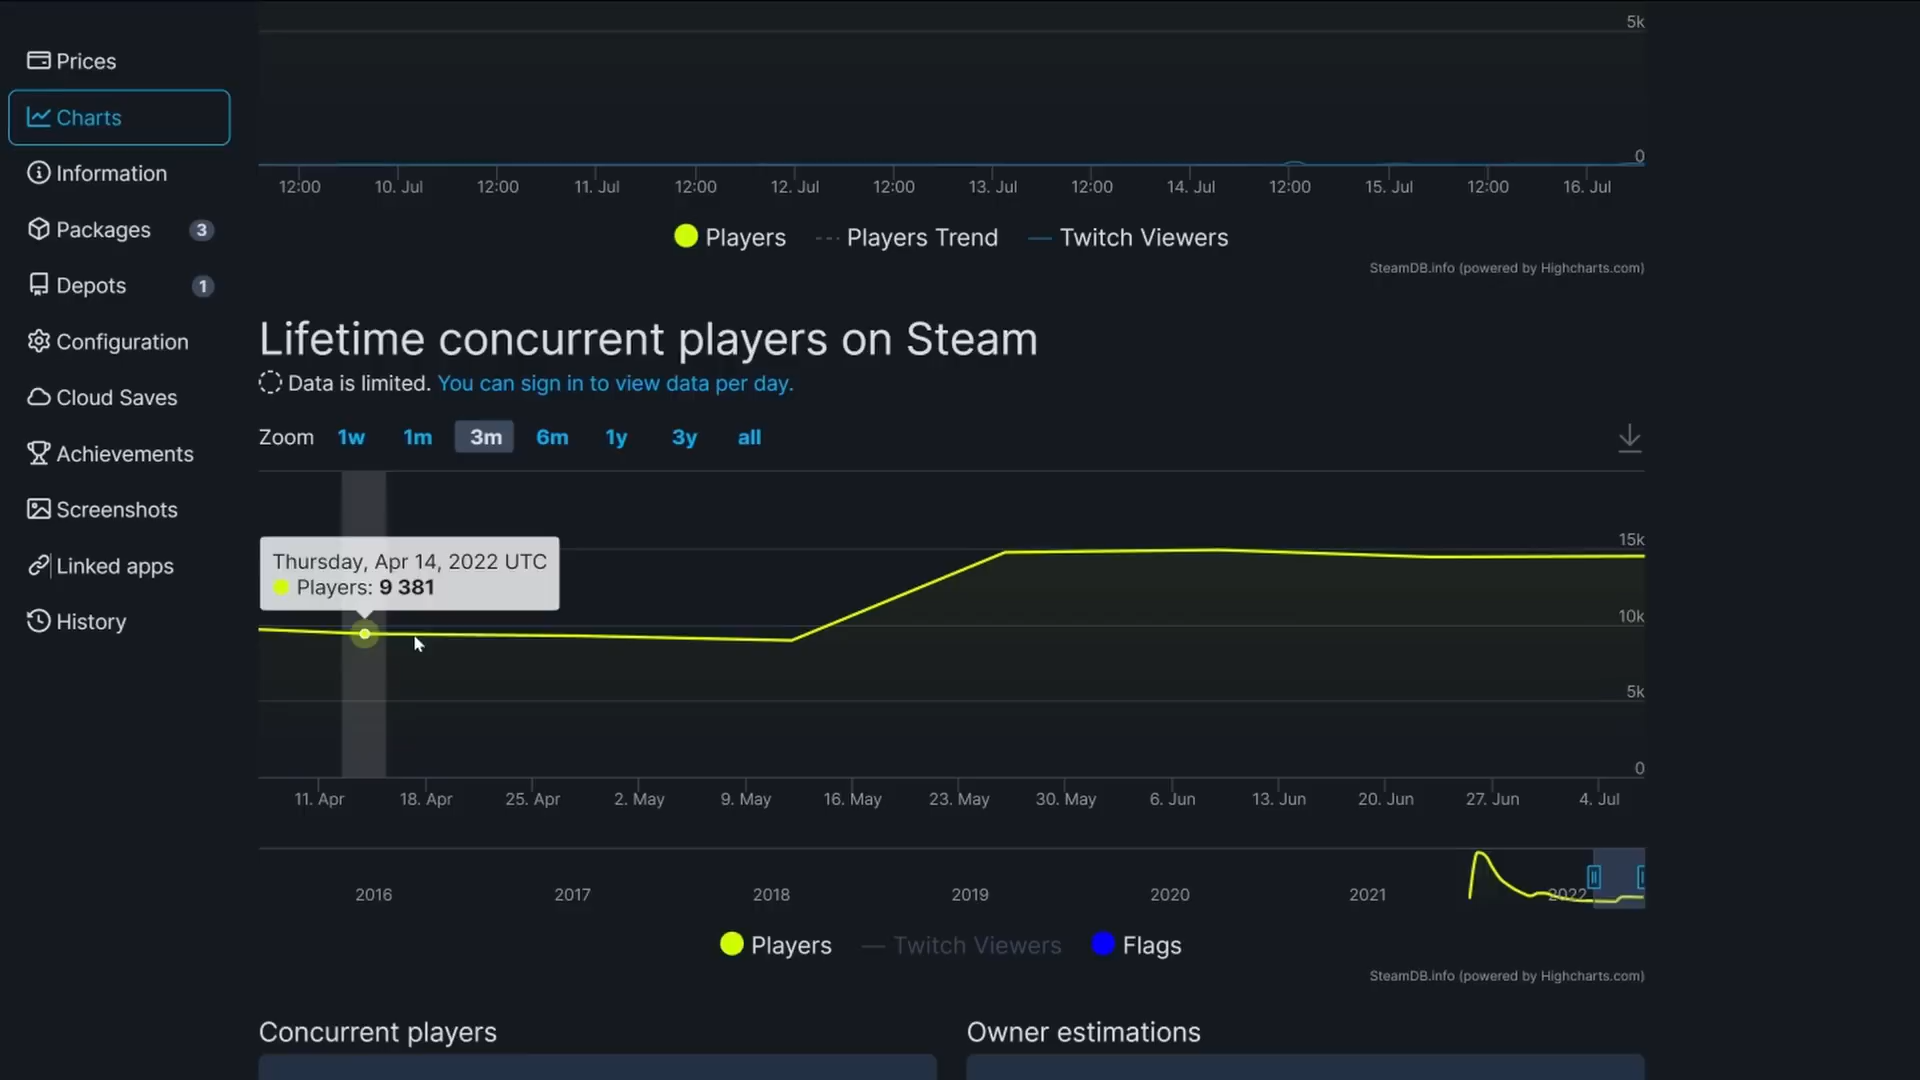 5k
Prices
Charts
0
12:00 10. Jul 12:00 11. Jul 12:00 12. Jul 12:00 13. Jul 12:00 14. Jul 12:00 15. Jul 12:00 16. Jul
Information
Packages 3
Players Players Trend Twitch Viewers
SteamDB.info (powered by Highcharts.com)
Depots 1
Lifetime concurrent players on Steam
Configuration
Data is limited. You can sign in to view data per day.
Cloud Saves
Zoom 1w 1m 3m 6m 1y 3y all
Achievements
Screenshots
15k
Thursday, Apr 14, 2022 UTC
Players: 9 381
Linked apps
10k
History
5k
0
11. Apr 18. Apr 25. Apr 2. May 9. May 16. May 23. May 30. May 6. Jun 13. Jun 20. Jun 27. Jun 4. Jul
2016 2017 2018 2019 2020 2021 2022
Players Twitch Viewers Flags
SteamDB.info (powered by Highcharts.com)
Concurrent players Owner estimations